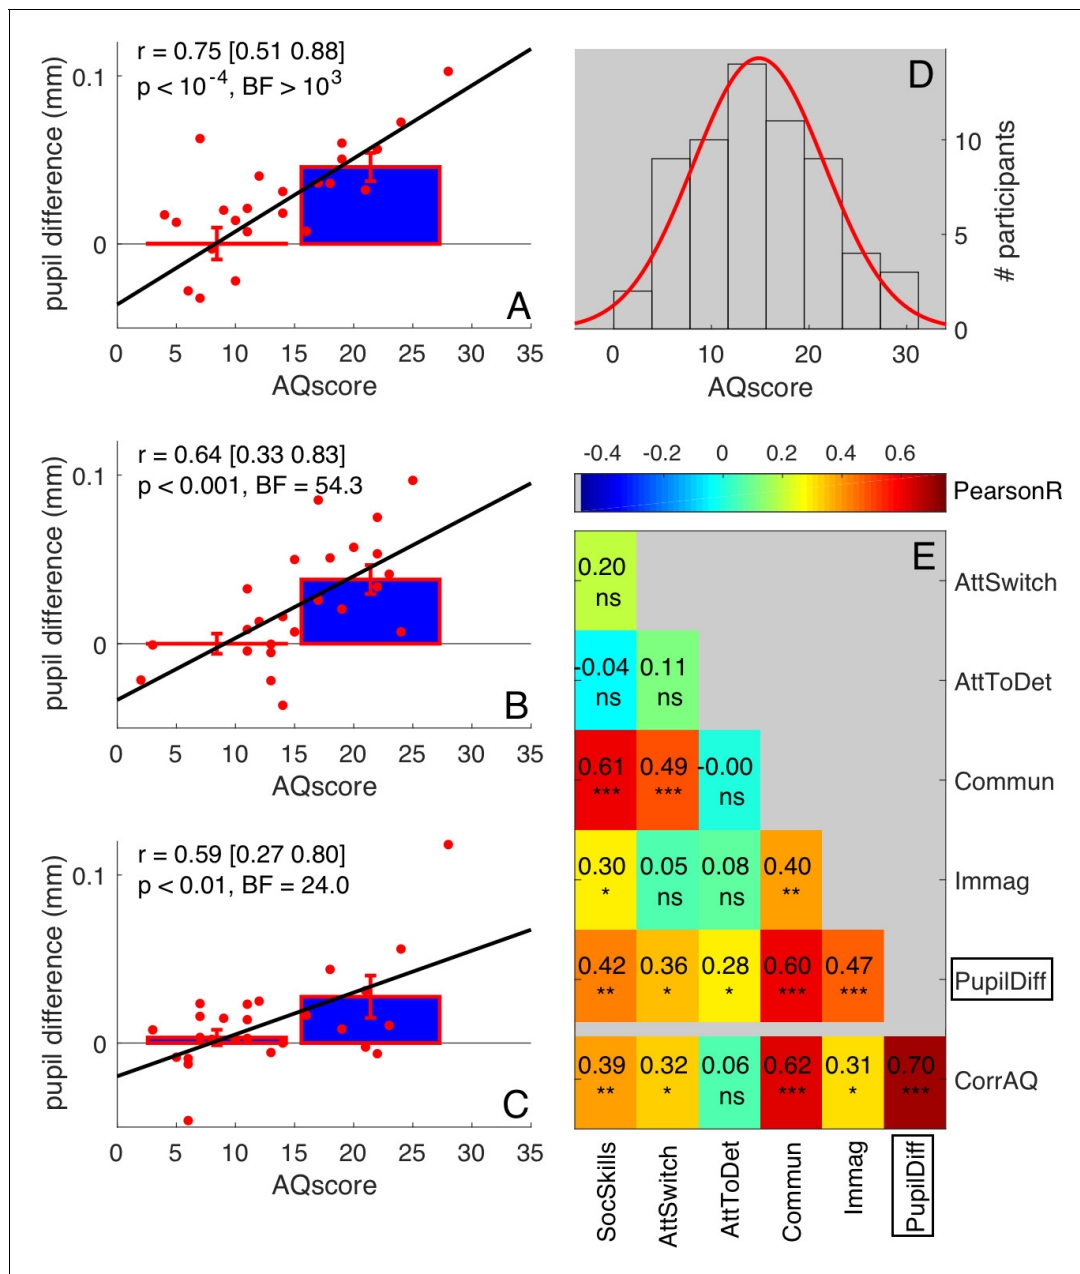 r = 0.75 [0.51 0.88]
p < 10^-4, BF > 10^3
pupil difference (mm)
0.1
0
A
0 5 10 15 20 25 30 35
AQscore
D
10
5
0
# participants
0 10 20 30
AQscore
r = 0.64 [0.33 0.83]
p < 0.001, BF = 54.3
pupil difference (mm)
0.1
0
B
0 5 10 15 20 25 30 35
AQscore
r = 0.59 [0.27 0.80]
p < 0.01, BF = 24.0
pupil difference (mm)
0.1
0
C
0 5 10 15 20 25 30 35
AQscore
-0.4 -0.2 0 0.2 0.4 0.6
PearsonR
E
0.20
ns
AttSwitch
-0.04 0.11
ns ns
AttToDet
0.61 0.49 -0.00
*** *** ns
Commun
0.30 0.05 0.08 0.40
* ns ns **
Immag
0.42 0.36 0.28 0.60 0.47
** * * *** ***
PupilDiff
0.39 0.32 0.06 0.62 0.31 0.70
** * ns *** * ***
CorrAQ
SocSkills
AttSwitch
AttToDet
Commun
Immag
PupilDiff